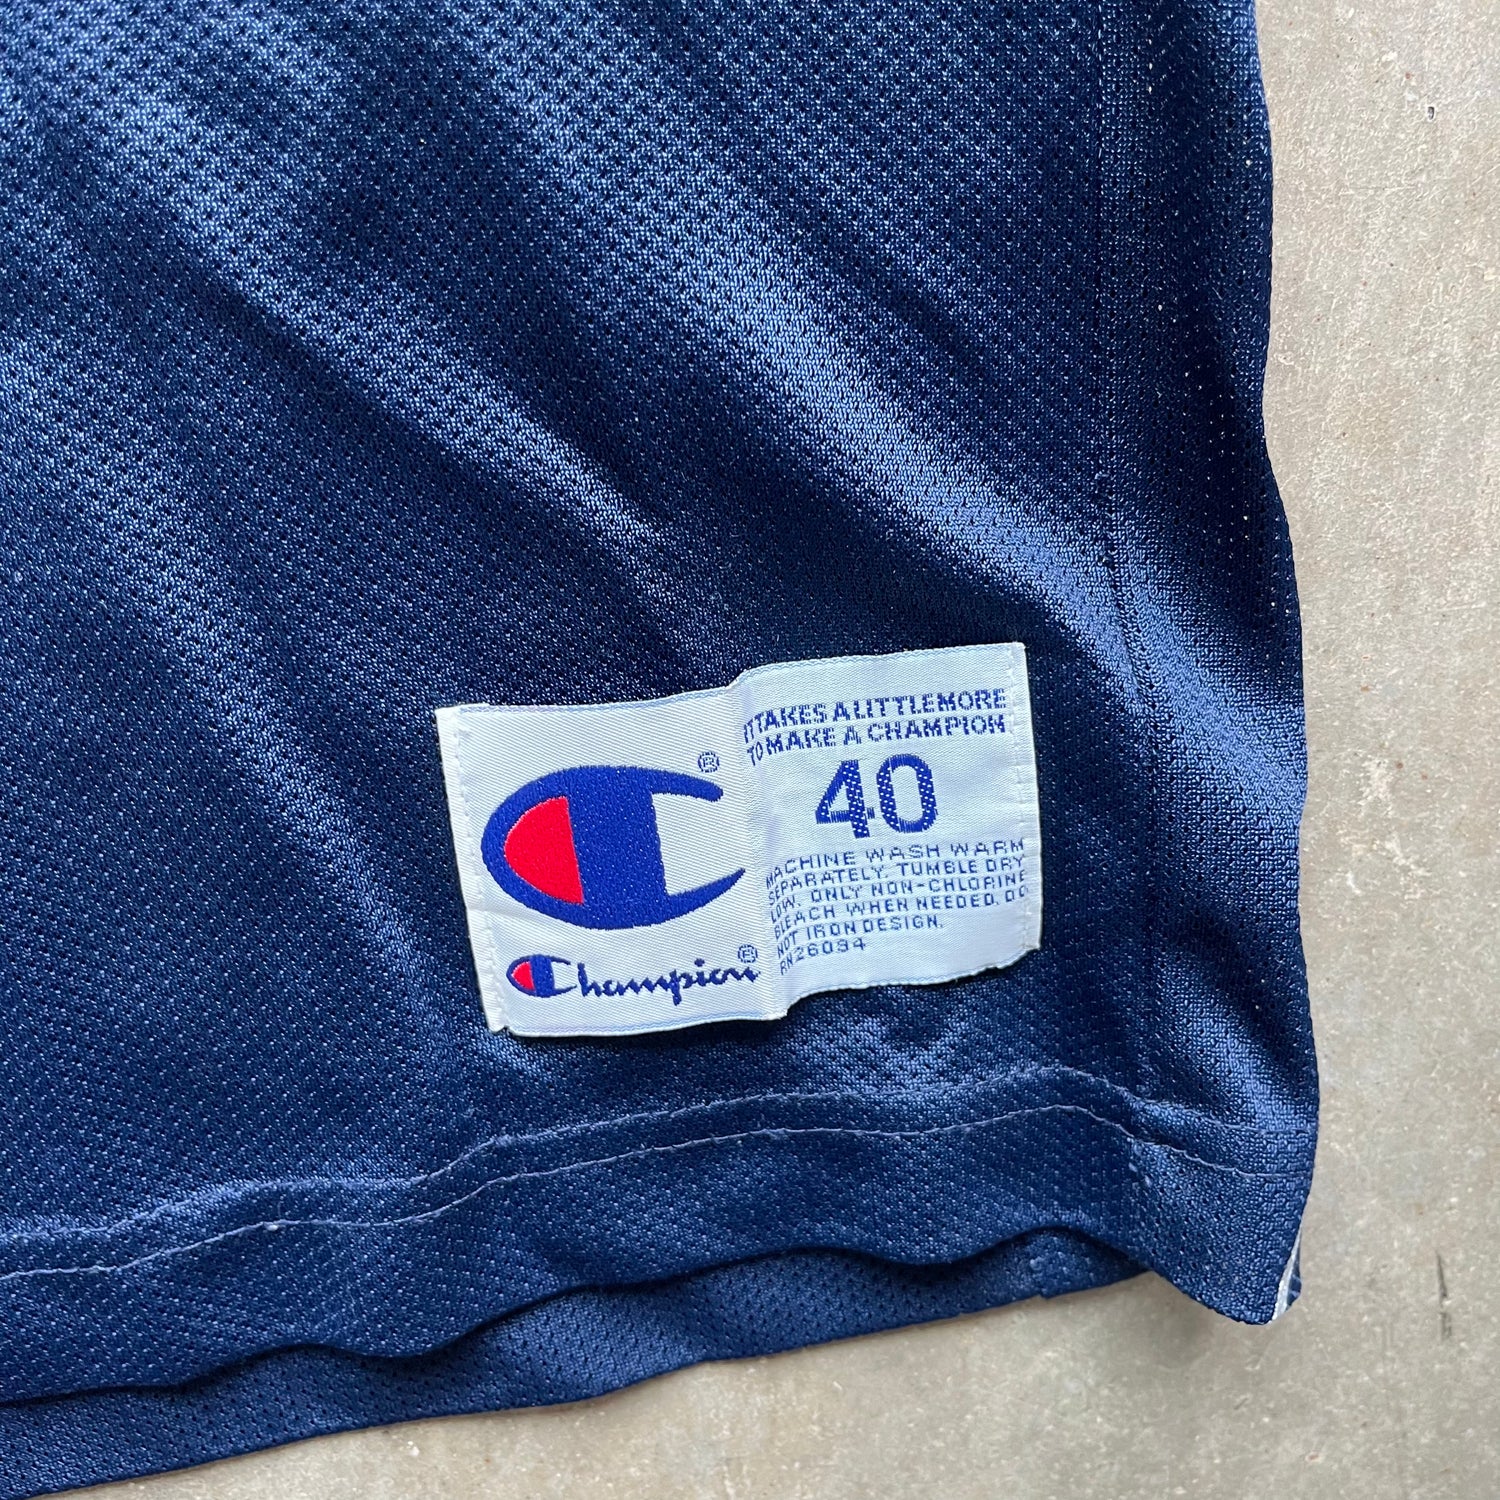 ®
Champion®
IT TAKES A LITTLE MORE
TO MAKE A CHAMPION
40
MACHINE WASH WARM
SEPARATELY. TUMBLE DRY
LOW. ONLY NON-CHLORINE
BLEACH WHEN NEEDED. DO
NOT IRON DESIGN.
RN26094